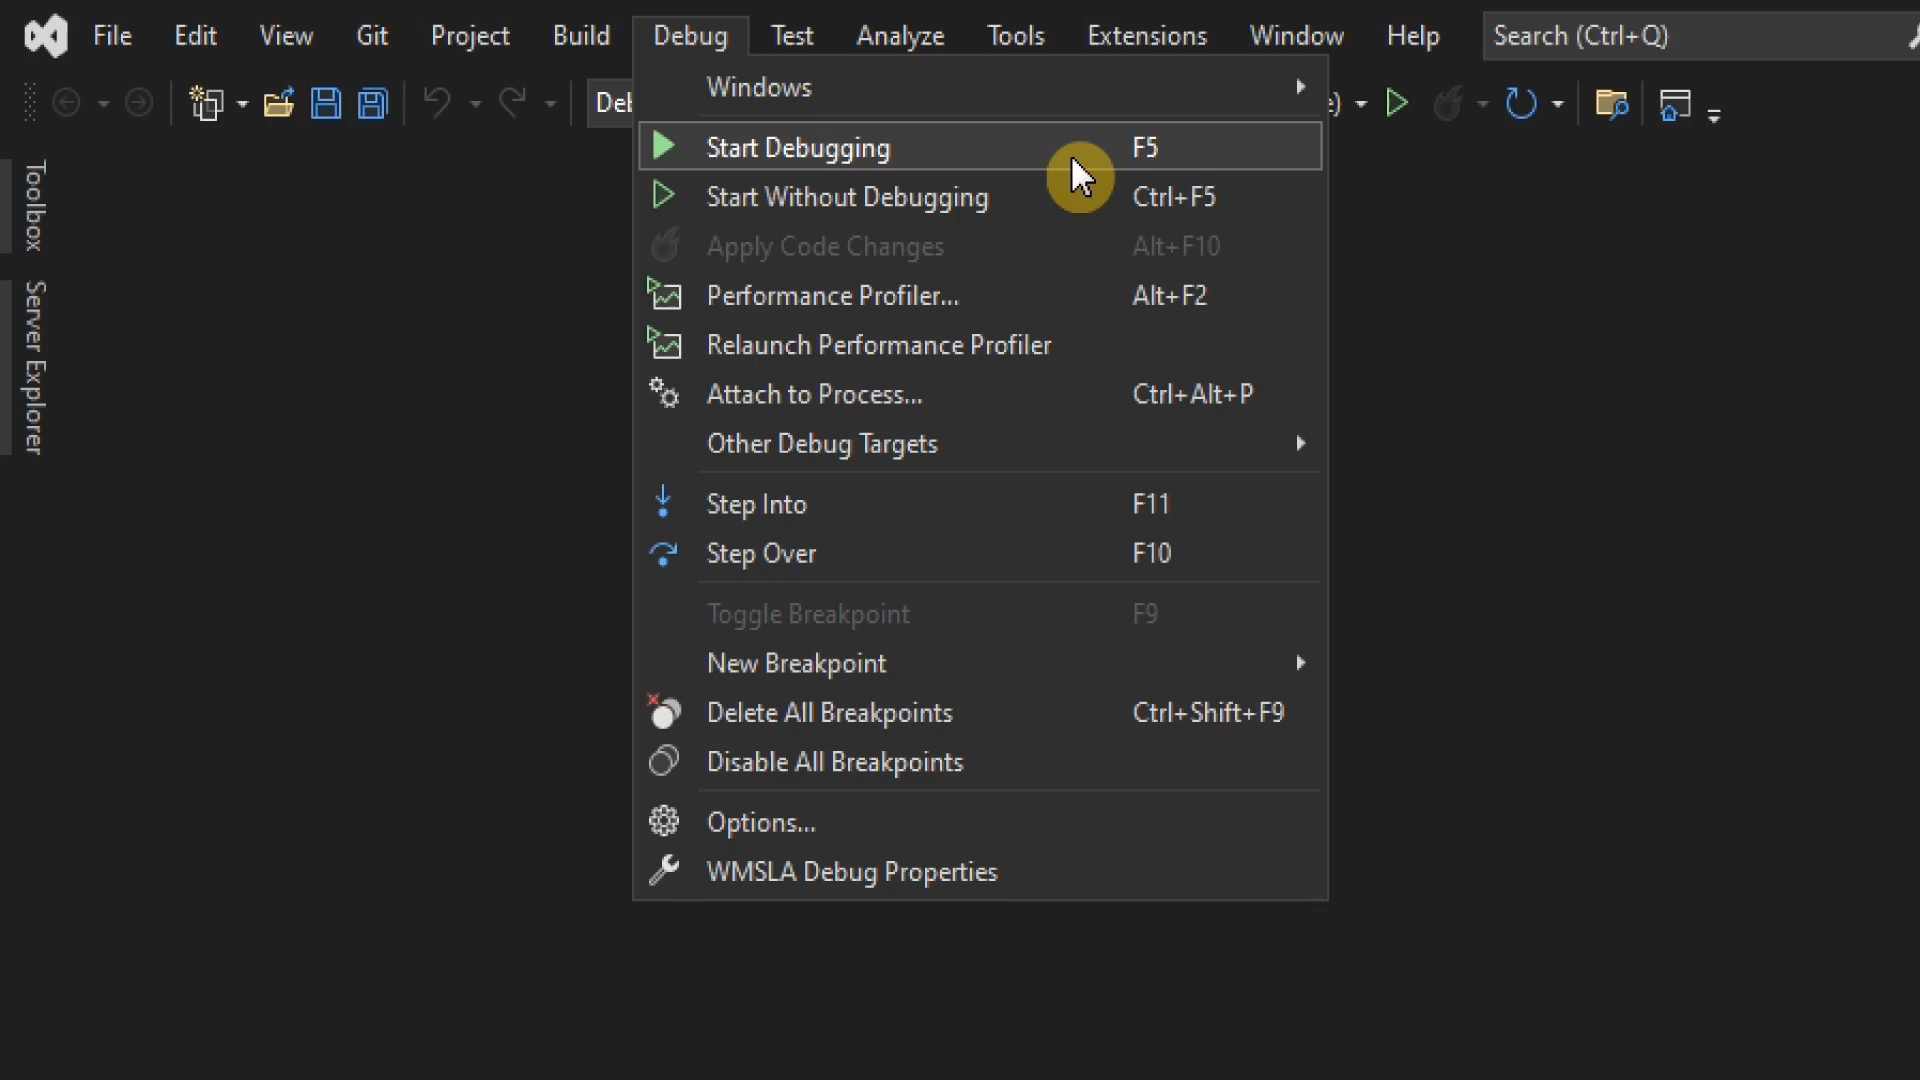 File Edit View Git Project Build Debug Test Analyze Tools Extensions Window Help Search (Ctrl+Q)
Windows
Start Debugging F5
Start Without Debugging Ctrl+F5
Apply Code Changes Alt+F10
Performance Profiler... Alt+F2
Relaunch Performance Profiler
Attach to Process... Ctrl+Alt+P
Other Debug Targets
Step Into F11
Step Over F10
Toggle Breakpoint F9
New Breakpoint
Delete All Breakpoints Ctrl+Shift+F9
Disable All Breakpoints
Options...
WMSLA Debug Properties
Toolbox
Server Explorer